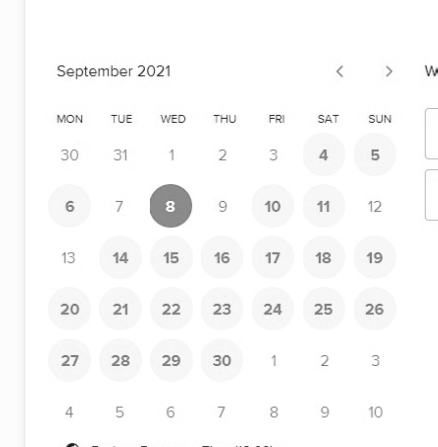 September 2021
W
MON TUE WED THU FRI SAT SUN
30 31 1 2 3 4 5
6 7 8 9 10 11 12
13 14 15 16 17 18 19
20 21 22 23 24 25 26
27 28 29 30 1 2 3
4 5 6 7 8 9 10